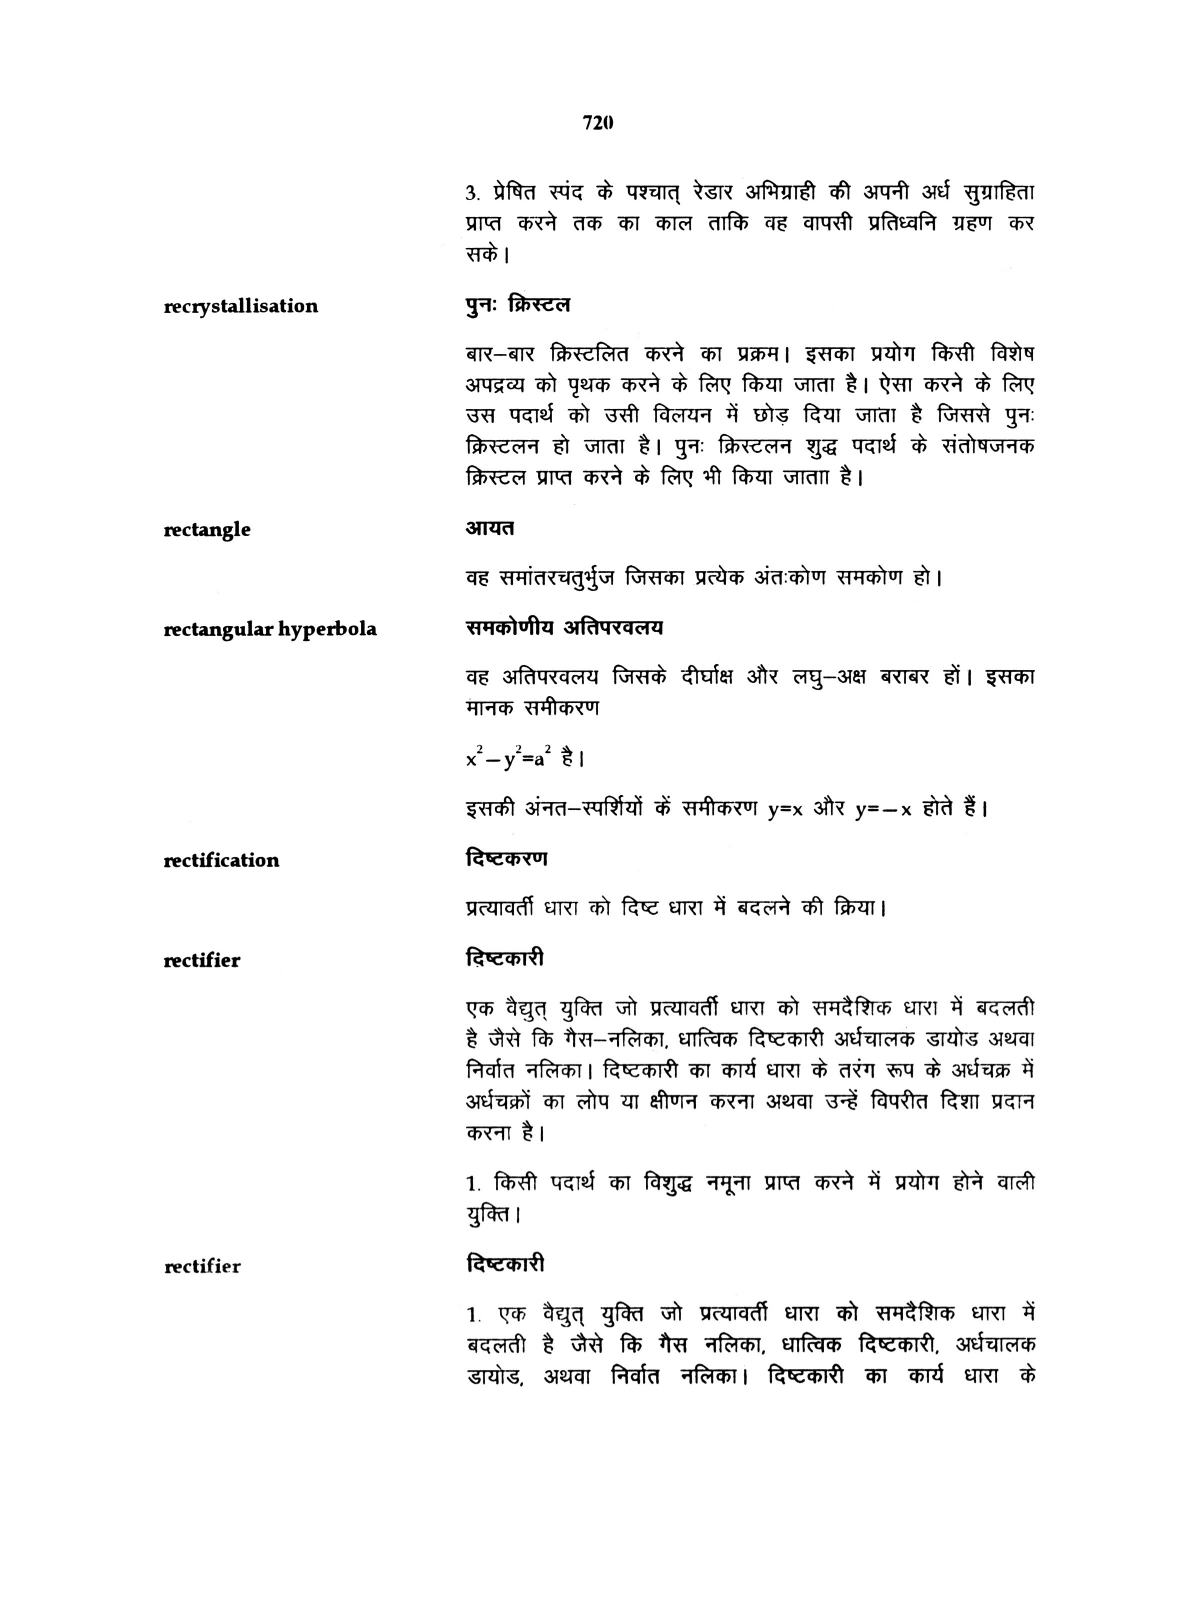 720
3. प्रेषित स्पंद के पश्चात् रेडार अभिग्राही की अपनी अर्ध सुग्राहिता
प्राप्त करने तक का काल ताकि वह वापसी प्रतिध्वनि ग्रहण कर
सके।
recrystallisation पुनः क्रिस्टल
बार–बार क्रिस्टलित करने का प्रक्रम। इसका प्रयोग किसी विशेष
अपद्रव्य को पृथक करने के लिए किया जाता है। ऐसा करने के लिए
उस पदार्थ को उसी विलयन में छोड़ दिया जाता है जिससे पुनः
क्रिस्टलन हो जाता है। पुनः क्रिस्टलन शुद्ध पदार्थ के संतोषजनक
क्रिस्टल प्राप्त करने के लिए भी किया जाताा है।
rectangle आयत
वह समांतरचतुर्भुज जिसका प्रत्येक अंतःकोण समकोण हो।
rectangular hyperbola समकोणीय अतिपरवलय
वह अतिपरवलय जिसके दीर्घाक्ष और लघु–अक्ष बराबर हों। इसका
मानक समीकरण
x²–y²=a² है।
इसकी अंनत–स्पर्शियों कें समीकरण y=x और y=–x होते हैं।
rectification दिष्टकरण
प्रत्यावर्ती धारा को दिष्ट धारा में बदलने की क्रिया।
rectifier दिष्टकारी
एक वैद्युत् युक्ति जो प्रत्यावर्ती धारा को समदैशिक धारा में बदलती
है जैसे कि गैस–नलिका, धात्विक दिष्टकारी अर्धचालक डायोड अथवा
निर्वात नलिका। दिष्टकारी का कार्य धारा के तरंग रूप के अर्धचक्र में
अर्धचक्रों का लोप या क्षीणन करना अथवा उन्हें विपरीत दिशा प्रदान
करना है।
1. किसी पदार्थ का विशुद्ध नमूना प्राप्त करने में प्रयोग होने वाली
युक्ति।
rectifier दिष्टकारी
1. एक वैद्युत् युक्ति जो प्रत्यावर्ती धारा को समदैशिक धारा में
बदलती है जैसे कि गैस नलिका, धात्विक दिष्टकारी, अर्धचालक
डायोड, अथवा निर्वात नलिका। दिष्टकारी का कार्य धारा के